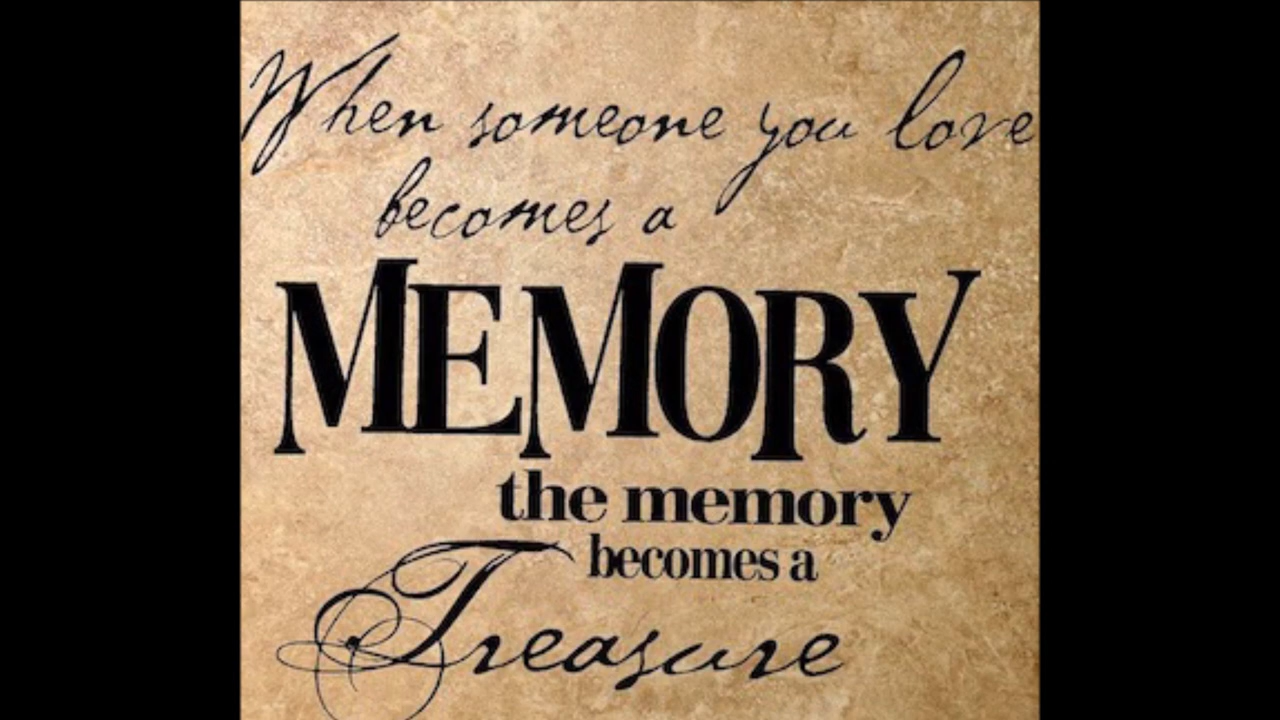 When someone you love
becomes a
MEMORY
the memory
becomes a
Treasure